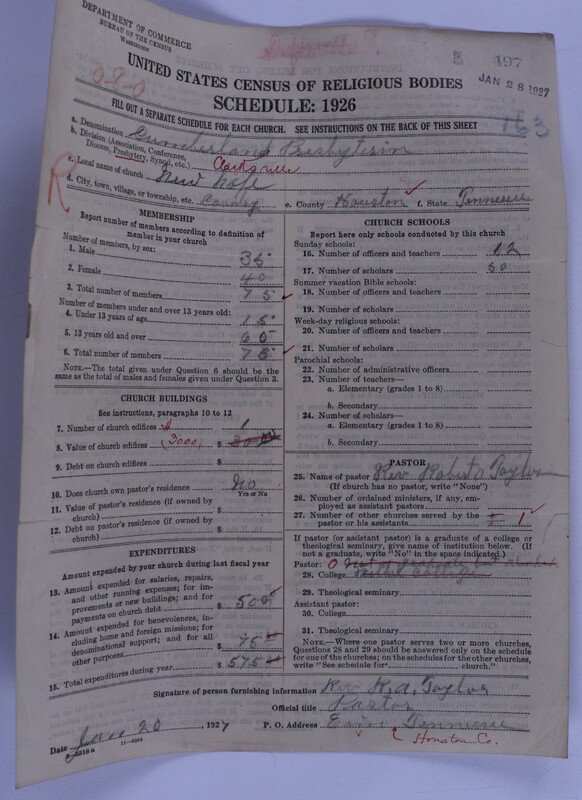 DEPARTMENT OF COMMERCE
BUREAU OF THE CENSUS
WASHINGTON
497
JAN 28 1927
0-8-0
UNITED STATES CENSUS OF RELIGIOUS BODIES
SCHEDULE: 1926
FILL OUT A SEPARATE SCHEDULE FOR EACH CHURCH. SEE INSTRUCTIONS ON THE BACK OF THIS SHEET
163
a. Denomination Cumberland Presbyterian
b. Division (Association, Conference, Diocese, Presbytery, Synod, etc.)
c. Local name of church New Hope
d. City, town, village, or township, etc. County e. County Houston f. State Tennessee
R
MEMBERSHIP
Report number of members according to definition of member in your church
Number of members, by sex:
1. Male 35
2. Female 40
3. Total number of members 75
Number of members under and over 13 years old:
4. Under 13 years of age 15
5. 13 years old and over 60
6. Total number of members 75
NOTE.—The total given under Question 6 should be the same as the total of males and females given under Question 3.
CHURCH BUILDINGS
See instructions, paragraphs 10 to 12
7. Number of church edifices 1
8. Value of church edifices (3000) $
9. Debt on church edifices $
10. Does church own pastor's residence? No
Yes or No
11. Value of pastor's residence (if owned by church) $
12. Debt on pastor's residence (if owned by church) $
EXPENDITURES
Amount expended by your church during last fiscal year
13. Amount expended for salaries, repairs, and other running expenses; for improvements or new buildings; and for payments on church debt $ 500
14. Amount expended for benevolences, including home and foreign missions; for denominational support; and for all other purposes $ 75
15. Total expenditures during year $ 575
CHURCH SCHOOLS
Report here only schools conducted by this church
Sunday schools:
16. Number of officers and teachers 12
17. Number of scholars 50
Summer vacation Bible schools:
18. Number of officers and teachers
19. Number of scholars
Week-day religious schools:
20. Number of officers and teachers
21. Number of scholars
Parochial schools:
22. Number of administrative officers
23. Number of teachers—
a. Elementary (grades 1 to 8)
b. Secondary
24. Number of scholars—
a. Elementary (grades 1 to 8)
b. Secondary
PASTOR
25. Name of pastor Rev. Taylor
(If church has no pastor, write "None")
26. Number of ordained ministers, if any, employed as assistant pastors
27. Number of other churches served by the pastor or his assistants 1
If pastor (or assistant pastor) is a graduate of a college or theological seminary, give name of institution below. (If not a graduate, write "No" in the space indicated.)
Pastor: 0
28. College
29. Theological seminary
Assistant pastor:
30. College
31. Theological seminary
NOTE.—Where one pastor serves two or more churches, Questions 28 and 29 should be answered only on the schedule for one of the churches; on the schedules for the other churches, write "See schedule for church."
Signature of person furnishing information Rev R. A. Taylor
Official title Pastor
Date Jan 20, 1927 P. O. Address Erin Tennessee
Houston Co.
11—4034